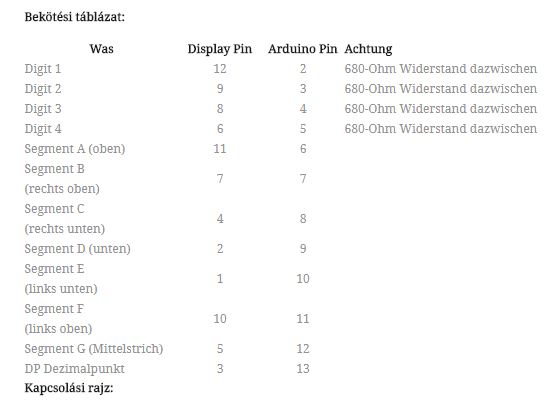 Bekötési táblázat:
Was Display Pin Arduino Pin Achtung
Digit 1 12 2 680-Ohm Widerstand dazwischen
Digit 2 9 3 680-Ohm Widerstand dazwischen
Digit 3 8 4 680-Ohm Widerstand dazwischen
Digit 4 6 5 680-Ohm Widerstand dazwischen
Segment A (oben) 11 6
Segment B
(rechts oben) 7 7
Segment C
(rechts unten) 4 8
Segment D (unten) 2 9
Segment E
(links unten) 1 10
Segment F
(links oben) 10 11
Segment G (Mittelstrich) 5 12
DP Dezimalpunkt 3 13
Kapcsolási rajz: